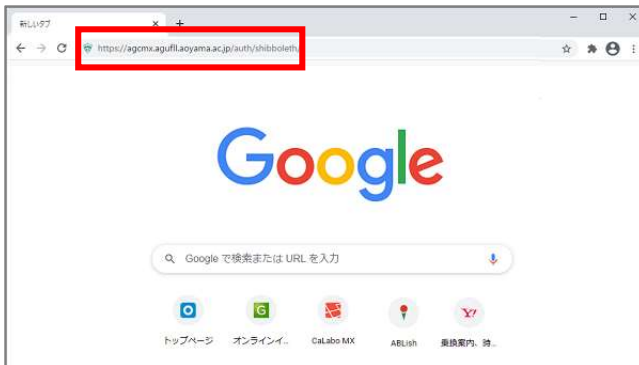 新しいタブ
https://agcmx.agufll.aoyama.ac.jp/auth/shibboleth/
Google
Google で検索または URL を入力
トップページ オンラインイ... CaLabo MX ABLish 乗換案内、時...